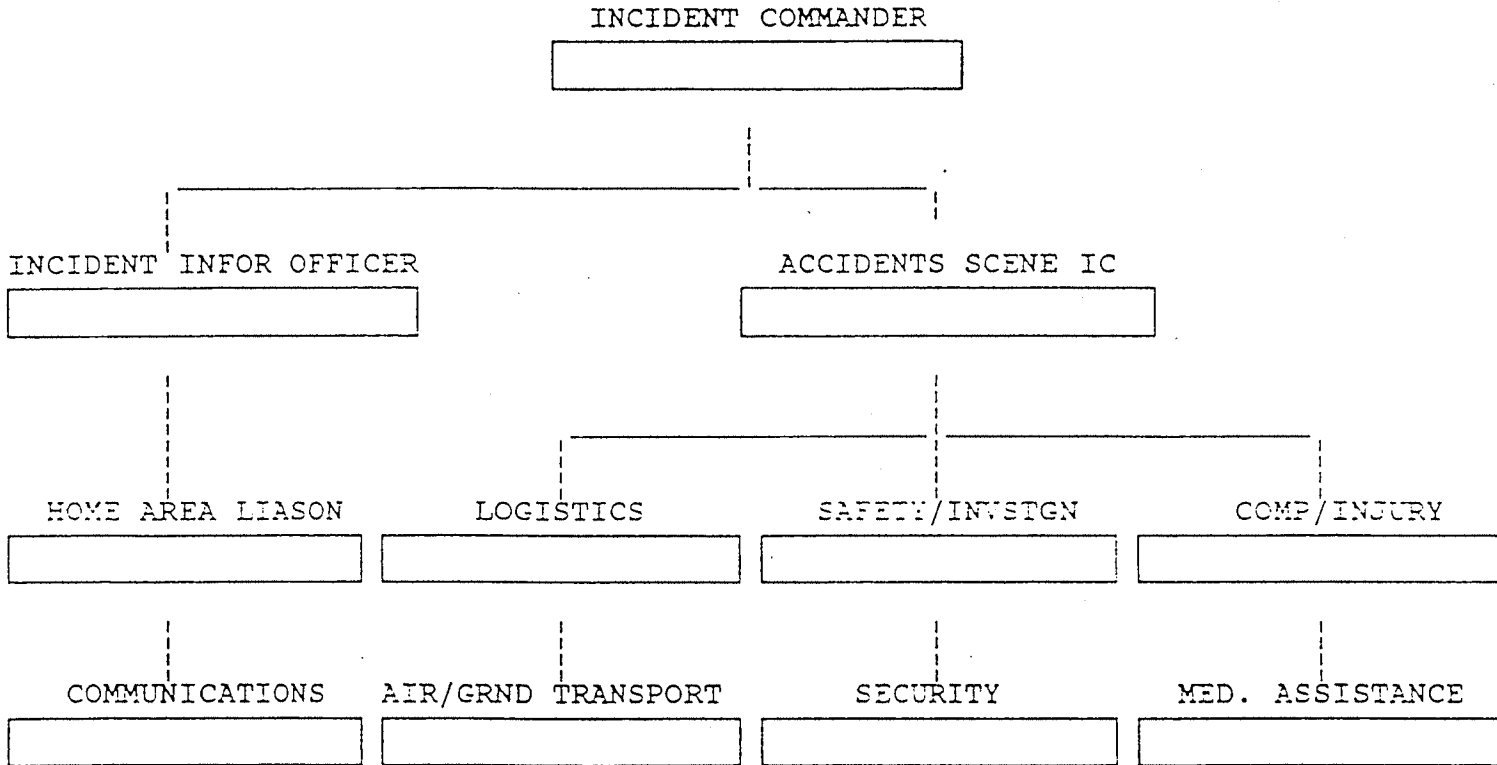 INCIDENT COMMANDER
INCIDENT INFOR OFFICER
ACCIDENTS SCENE IC
HOME AREA LIASON
LOGISTICS
SAFETY/INVSTGN
COMP/INJURY
COMMUNICATIONS
AIR/GRND TRANSPORT
SECURITY
MED. ASSISTANCE